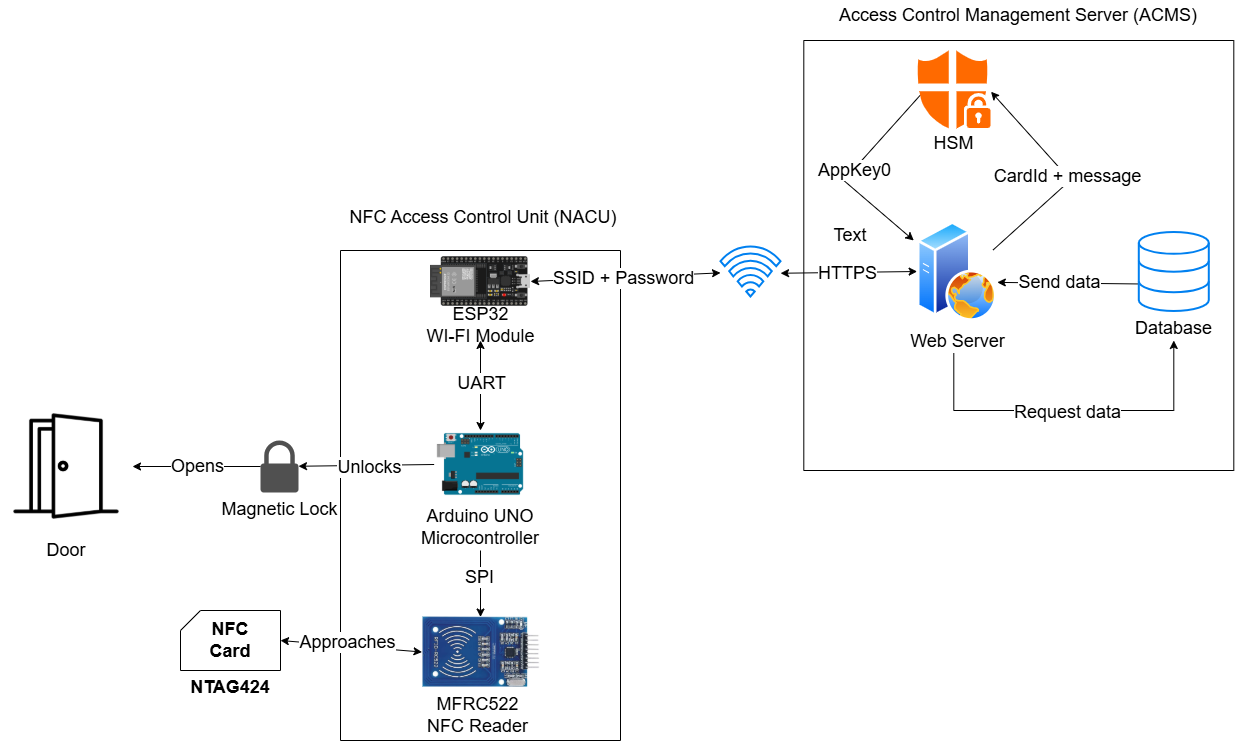 Access Control Management Server (ACMS)
HSM
AppKey0
CardId + message
NFC Access Control Unit (NACU)
Text
SSID + Password
HTTPS
Send data
ESP32
WI-FI Module
Web Server
Database
UART
Request data
Opens
Unlocks
Magnetic Lock
Arduino UNO
Microcontroller
Door
SPI
NFC
Card
Approaches
NTAG424
MFRC522
NFC Reader